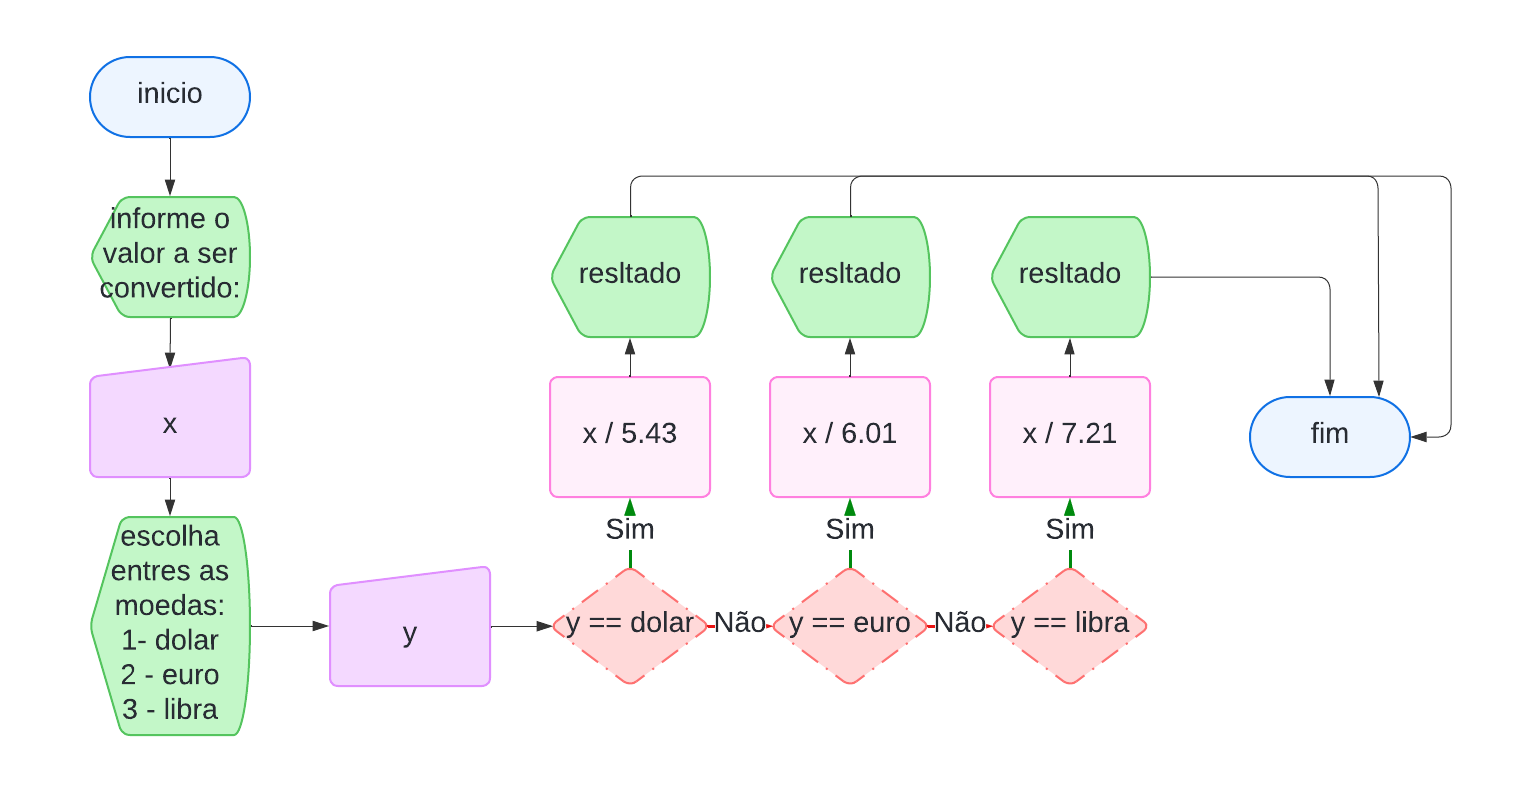 inicio
informe o
valor a ser
convertido:
x
escolha
entres as
moedas:
1- dolar
2 - euro
3 - libra
y
y == dolar
Sim
x / 5.43
resltado
Não
y == euro
Sim
x / 6.01
resltado
Não
y == libra
Sim
x / 7.21
resltado
fim